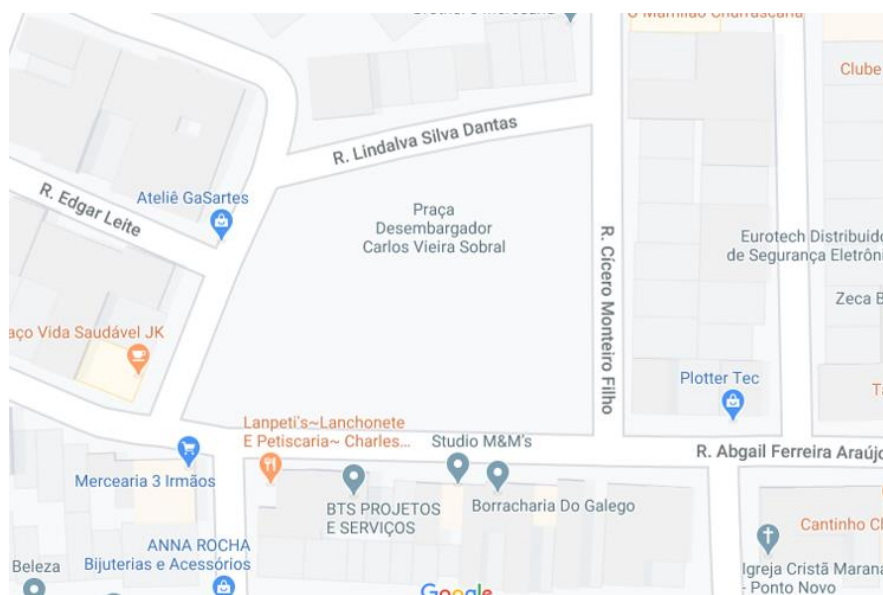 O Mamilão Churrascaria
Clube
R. Lindalva Silva Dantas
R. Edgar Leite
Ateliê GaSartes
Praça
Desembargador
Carlos Vieira Sobral
R. Cícero Monteiro Filho
Eurotech Distribuido
de Segurança Eletrôni
Zeca B
aço Vida Saudável JK
Plotter Tec
Lanpeti's~Lanchonete
E Petiscaria~ Charles...
Studio M&M's
R. Abgail Ferreira Araújo
Mercearia 3 Irmãos
BTS PROJETOS
E SERVIÇOS
Borracharia Do Galego
Cantinho Cl
ANNA ROCHA
Bijuterias e Acessórios
Beleza
Igreja Cristã Marana
- Ponto Novo
Google